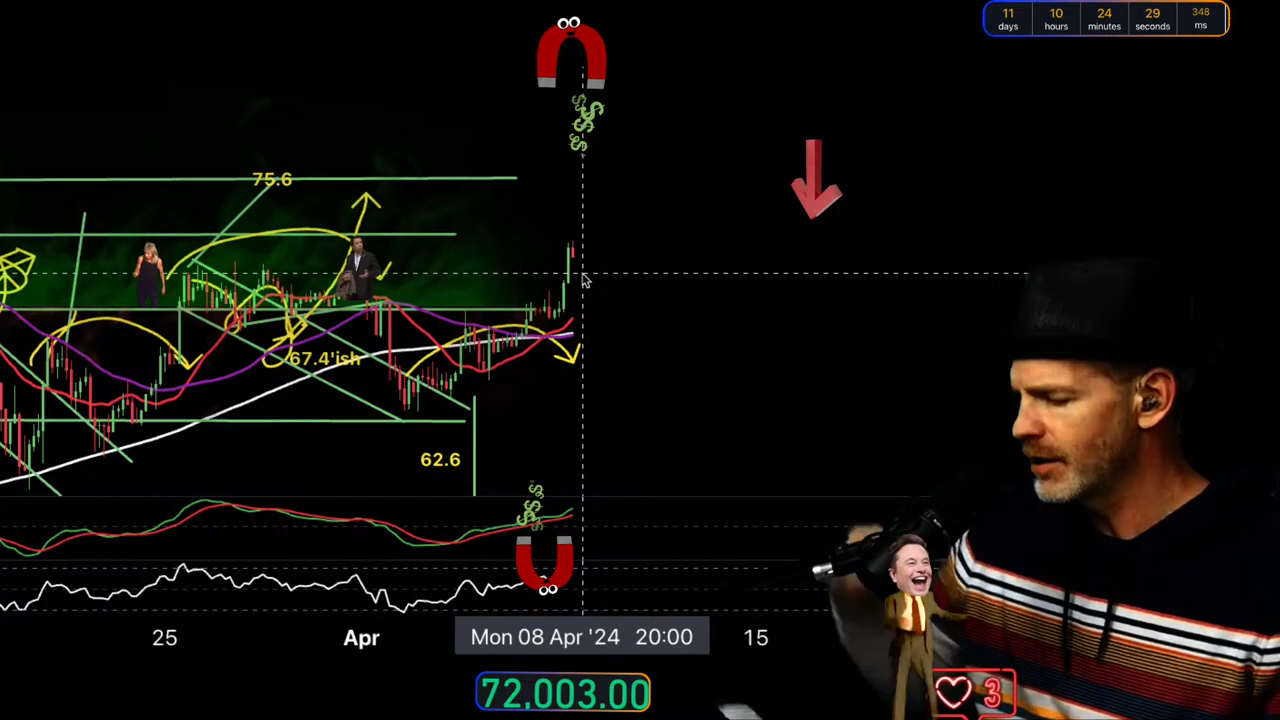 11 10 24 29 348
days hours minutes seconds ms
75.6
67.4'ish
62.6
25 Apr Mon 08 Apr '24 20:00 15
72,003.00
3